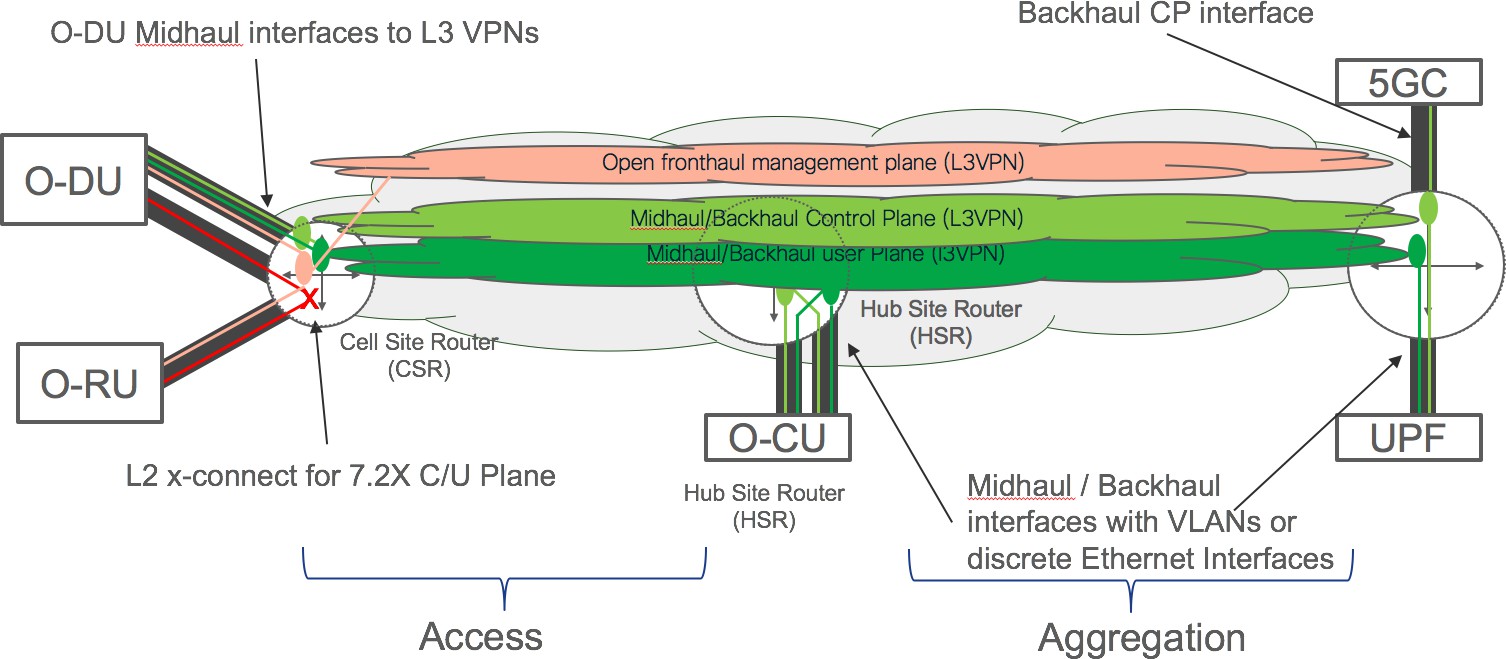 O-DU Midhaul interfaces to L3 VPNs
Backhaul CP interface
5GC
O-DU
Open fronthaul management plane (L3VPN)
Midhaul/Backhaul Control Plane (L3VPN)
Midhaul/Backhaul user Plane (l3VPN)
Hub Site Router
(HSR)
Cell Site Router
(CSR)
O-RU
O-CU
UPF
L2 x-connect for 7.2X C/U Plane
Hub Site Router
(HSR)
Midhaul / Backhaul
interfaces with VLANs or
discrete Ethernet Interfaces
Access
Aggregation